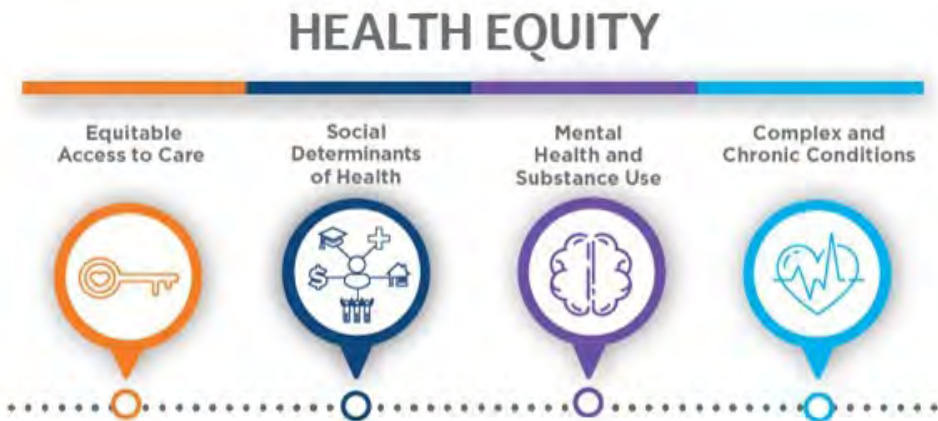 HEALTH EQUITY
Equitable
Access to Care
Social
Determinants
of Health
Mental
Health and
Substance Use
Complex and
Chronic Conditions
$